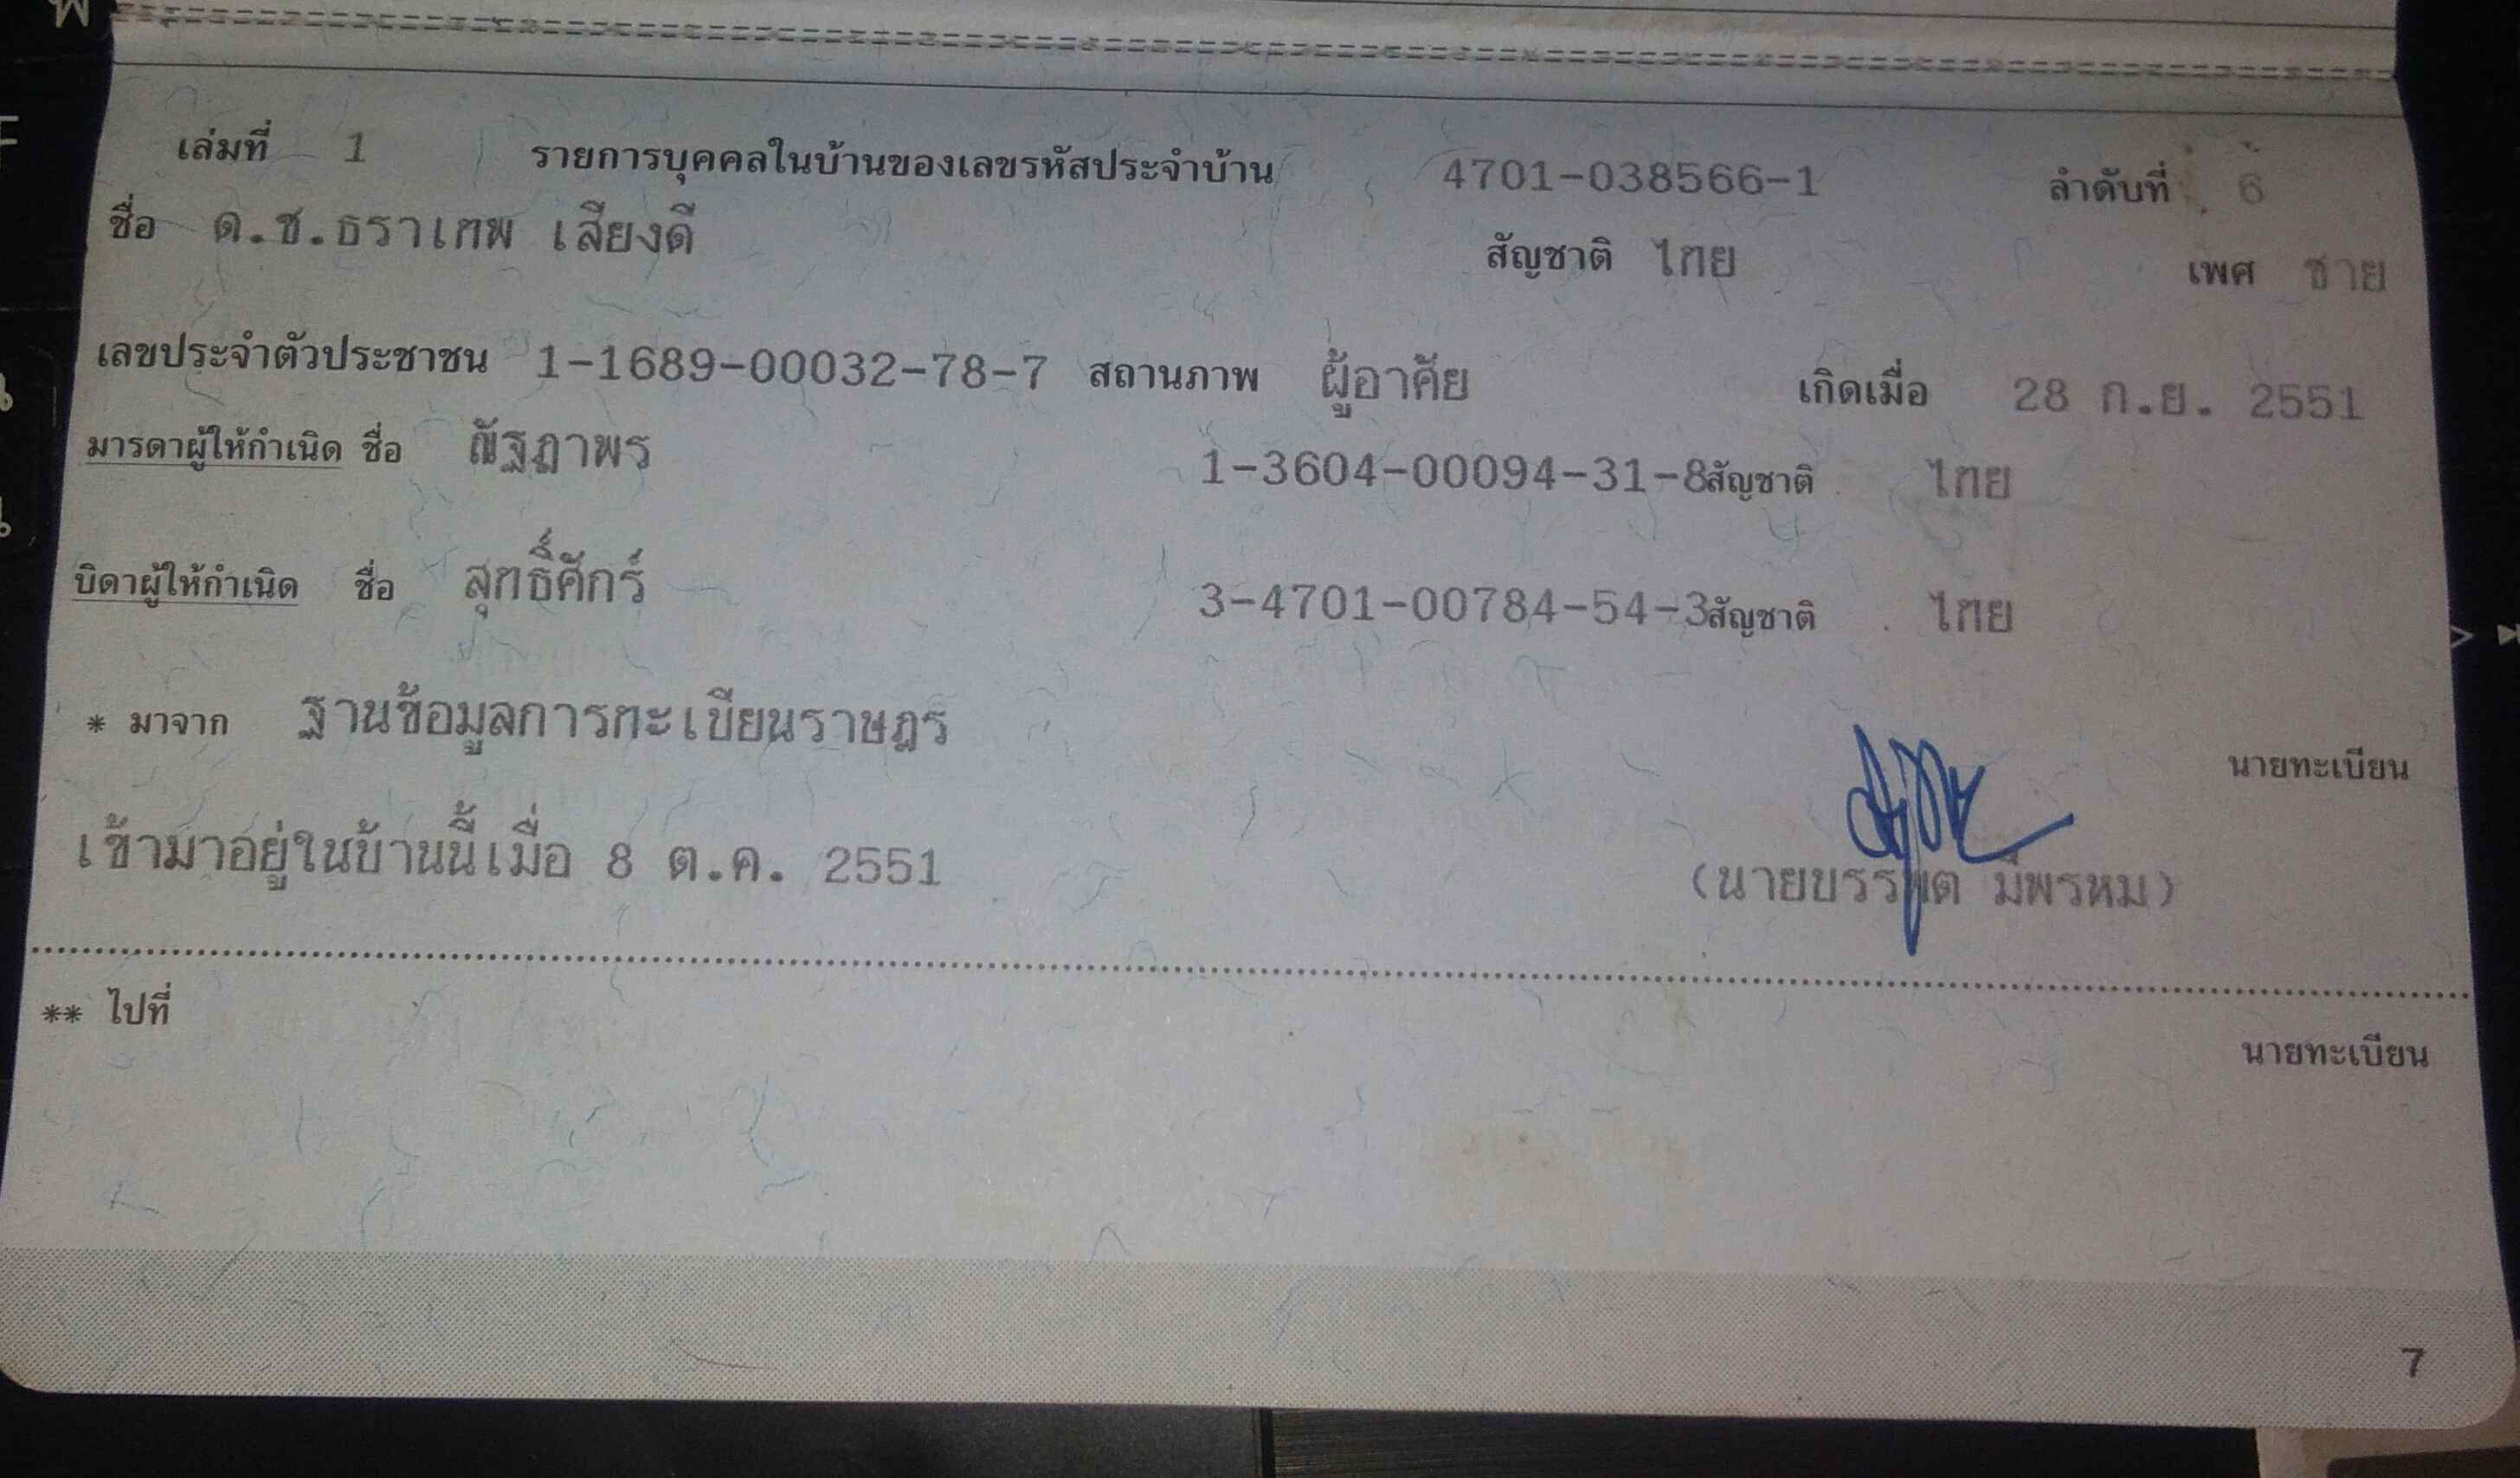 เล่มที่ 1 รายการบุคคลในบ้านของเลขรหัสประจำบ้าน 4701-038566-1 ลำดับที่ 6
ชื่อ ด.ช.ธราเทพ เสียงดี สัญชาติ ไทย เพศ ชาย
เลขประจำตัวประชาชน 1-1689-00032-78-7 สถานภาพ ผู้อาศัย เกิดเมื่อ 28 ก.ย. 2551
มารดาผู้ให้กำเนิด ชื่อ ณัฐฎาพร 1-3604-00094-31-8 สัญชาติ ไทย
บิดาผู้ให้กำเนิด ชื่อ สุทธิ์ศักร์ 3-4701-00784-54-3 สัญชาติ ไทย
* มาจาก ฐานข้อมูลการทะเบียนราษฎร
นายทะเบียน
เข้ามาอยู่ในบ้านนี้เมื่อ 8 ต.ค. 2551 (นายบรรพต มีพรหม)
** ไปที่
นายทะเบียน
7